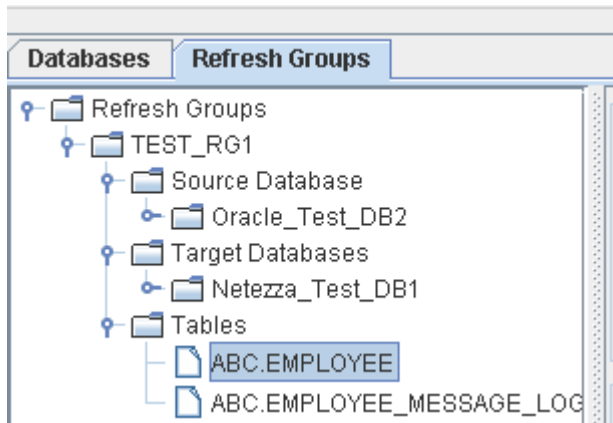 Databases Refresh Groups
Refresh Groups
TEST_RG1
Source Database
Oracle_Test_DB2
Target Databases
Netezza_Test_DB1
Tables
ABC.EMPLOYEE
ABC.EMPLOYEE_MESSAGE_LOG